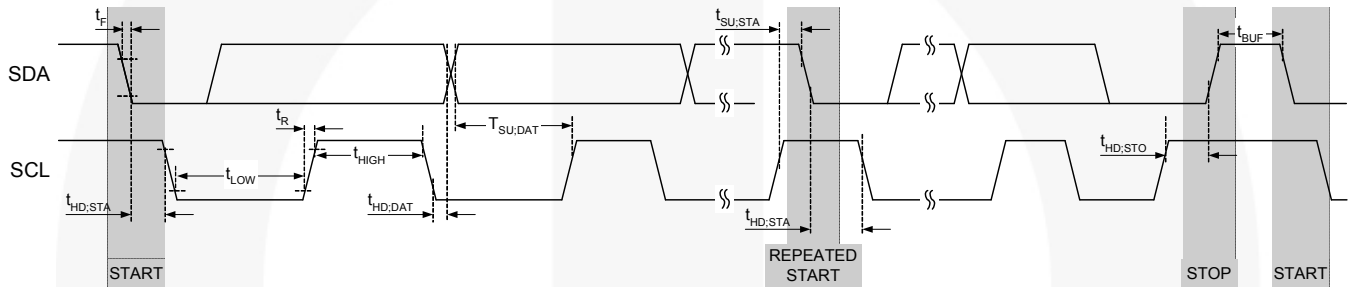 tF
tSU;STA
tBUF
SDA
tR
TSU;DAT
tHIGH
tHD;STO
SCL
tLOW
tHD;STA
tHD;DAT
tHD;STA
START
REPEATED
START
STOP
START